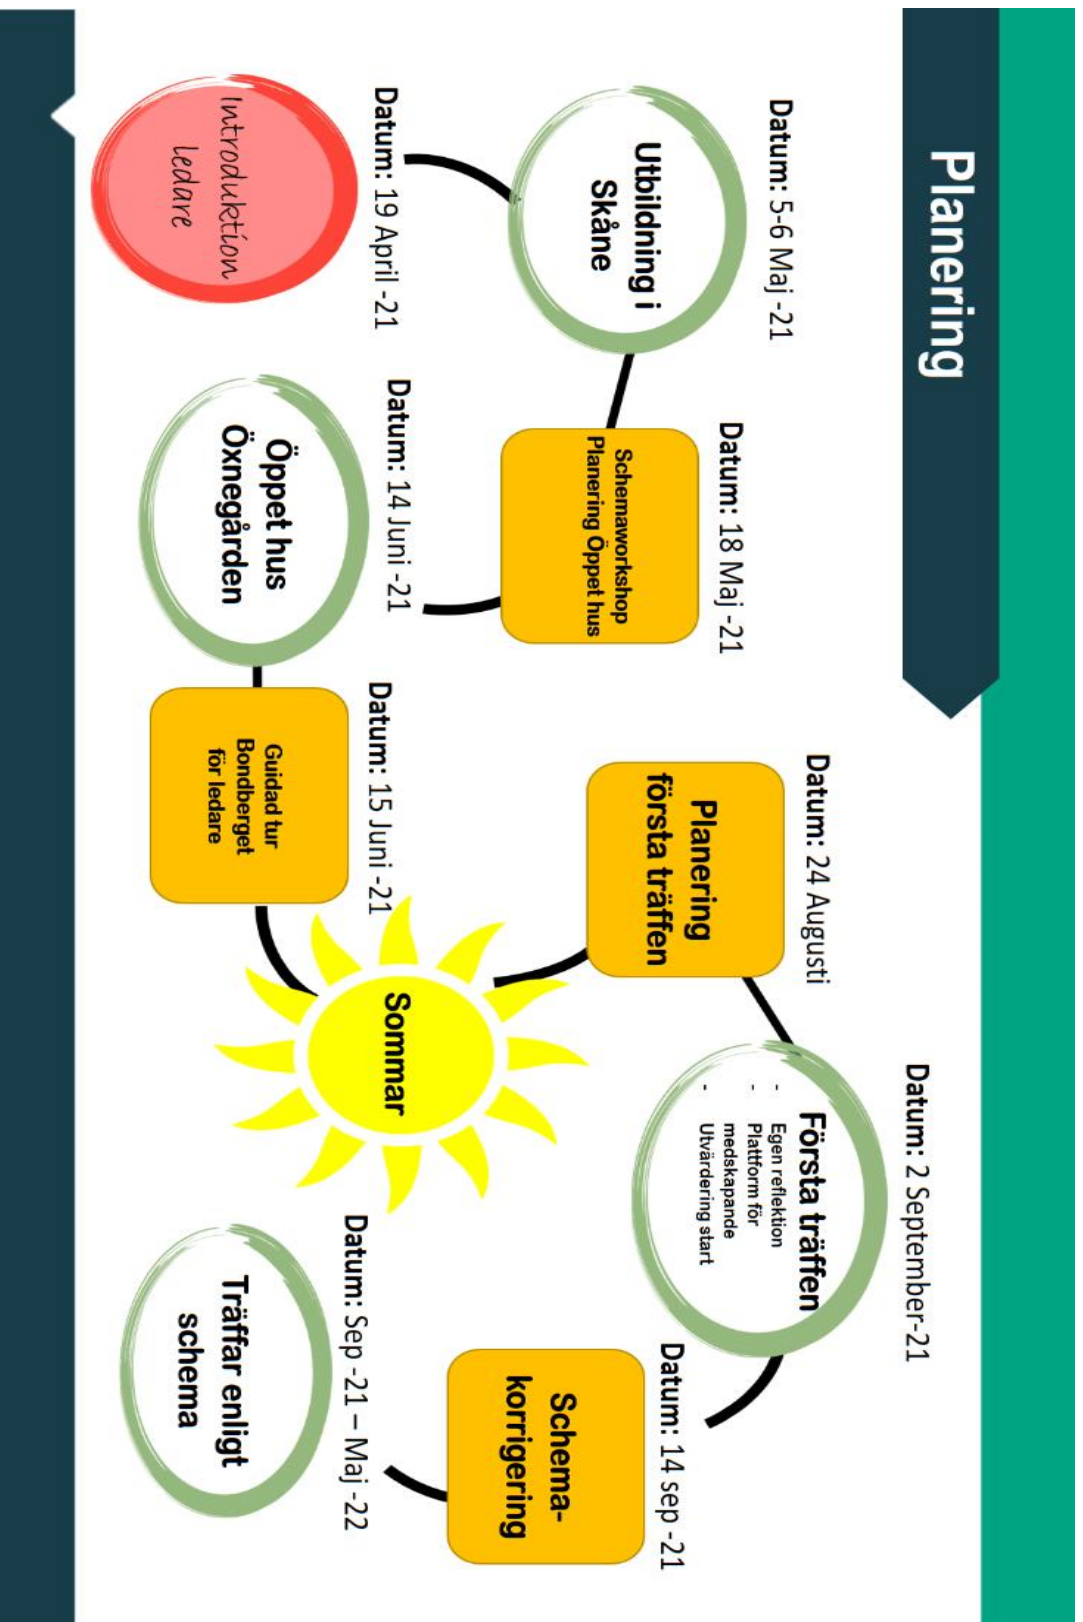 Planering
Datum: 19 April -21
Introduktion
ledare
Datum: 5-6 Maj -21
Utbildning i
Skåne
Datum: 18 Maj -21
Schemaworkshop
Planering Öppet hus
Datum: 14 Juni -21
Öppet hus
Öxnegården
Datum: 15 Juni -21
Guidad tur
Bondberget
för ledare
Sommar
Datum: 24 Augusti
Planering
första träffen
Datum: 2 September-21
Första träffen
- Egen reflektion
- Plattform för
medskapande
- Utvärdering start
Datum: 14 sep -21
Schema-
korrigering
Datum: Sep -21 – Maj -22
Träffar enligt
schema